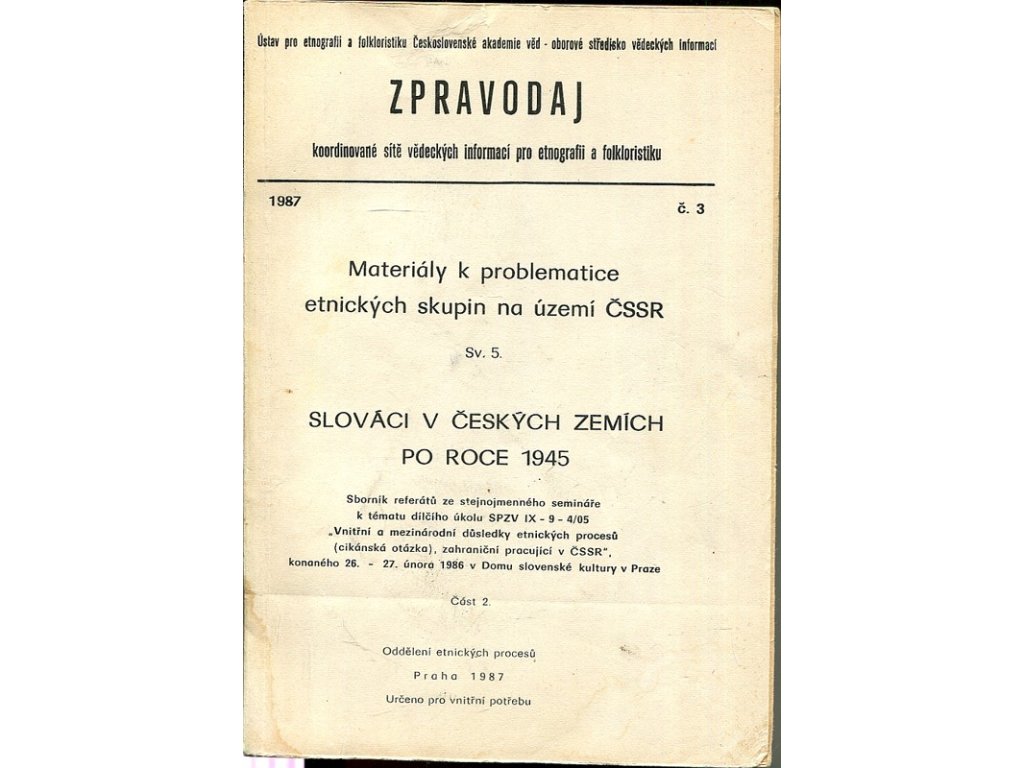 Ústav pro etnografii a folkloristiku Československé akademie věd - oborové středisko vědeckých informací
ZPRAVODAJ
koordinované sítě vědeckých informací pro etnografii a folkloristiku
1987
č. 3
Materiály k problematice
etnických skupin na území ČSSR
Sv. 5.
SLOVÁCI V ČESKÝCH ZEMÍCH
PO ROCE 1945
Sborník referátů ze stejnojmenného semináře
k tématu dílčího úkolu SPZV IX - 9 - 4/05
„Vnitřní a mezinárodní důsledky etnických procesů
(cikánská otázka), zahraniční pracující v ČSSR",
konaného 26. - 27. února 1986 v Domu slovenské kultury v Praze
Část 2.
Oddělení etnických procesů
Praha 1987
Určeno pro vnitřní potřebu